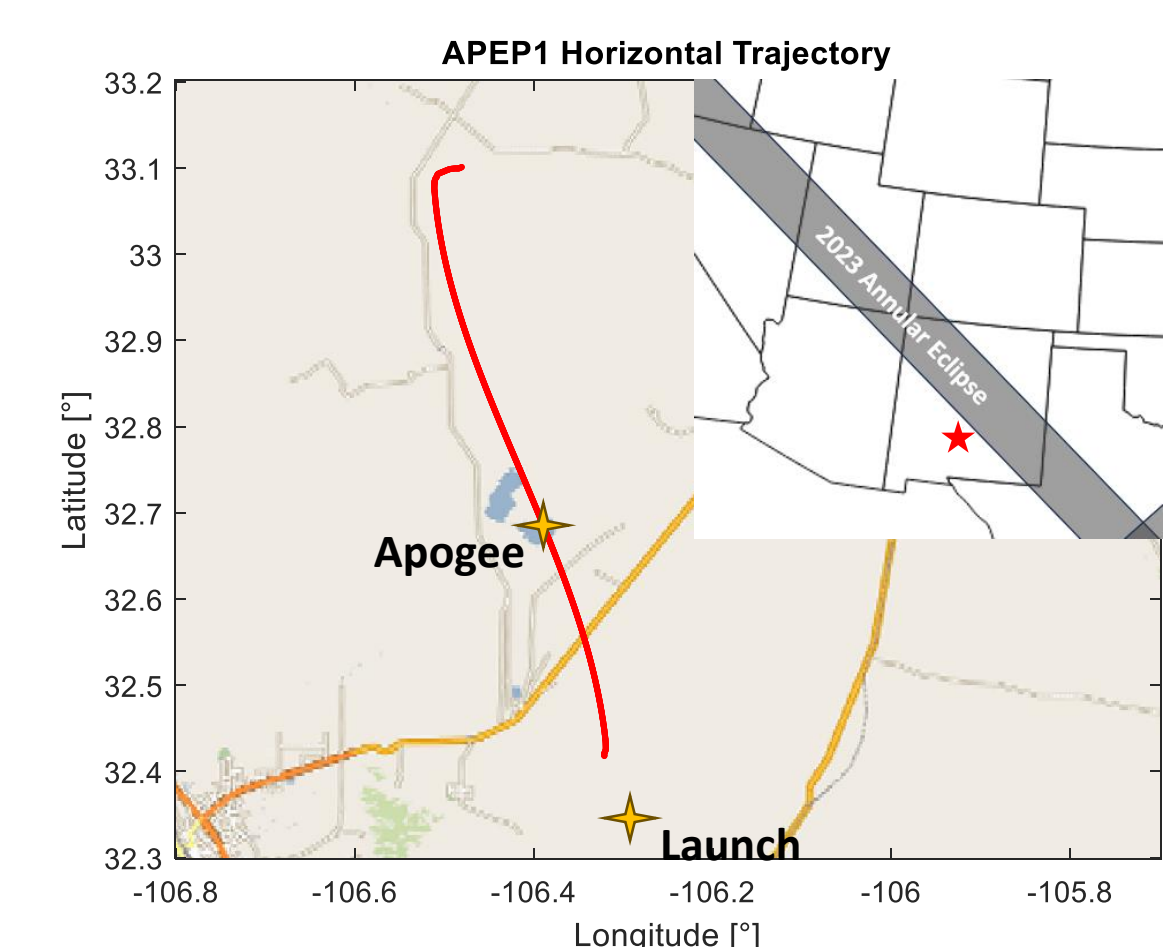 APEP1 Horizontal Trajectory
33.2
33.1
33
32.9
32.8
32.7
32.6
32.5
32.4
32.3
Latitude [°]
2023 Annular Eclipse
Apogee
Launch
-106.8
-106.6
-106.4
-106.2
-106
-105.8
Longitude [°]